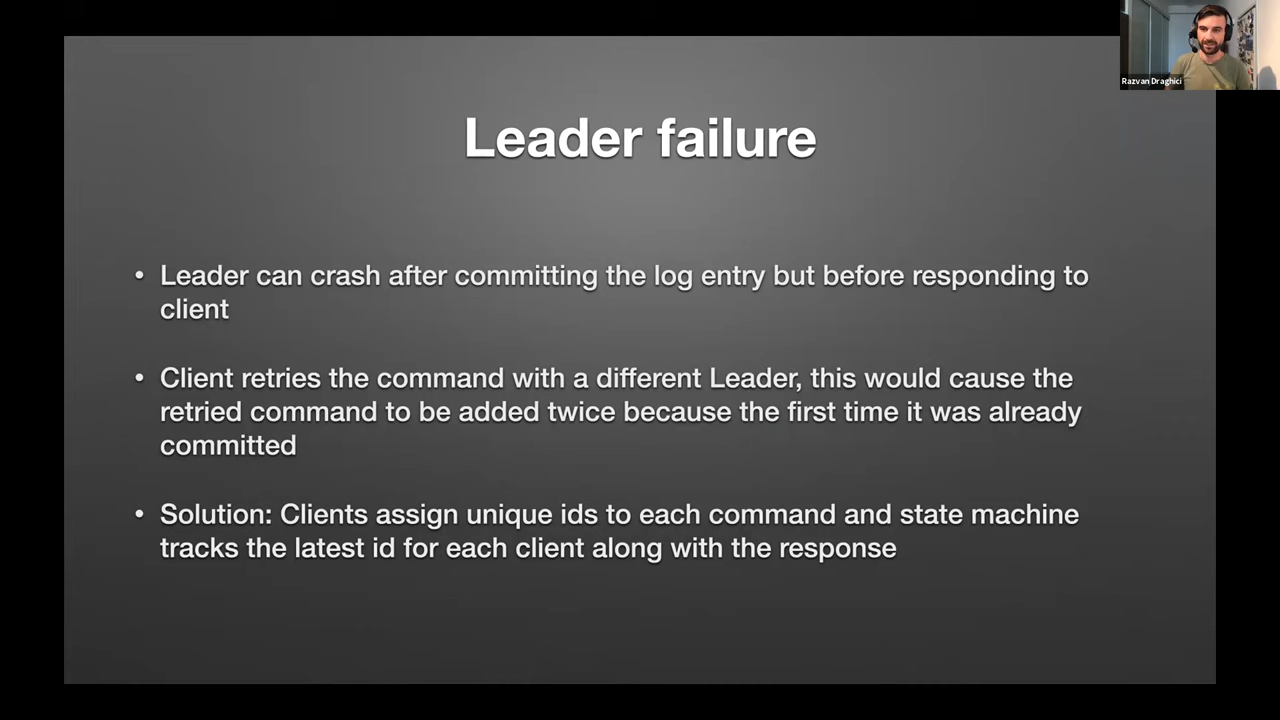 Razvan Draghici
Leader failure
• Leader can crash after committing the log entry but before responding to
client
• Client retries the command with a different Leader, this would cause the
retried command to be added twice because the first time it was already
committed
• Solution: Clients assign unique ids to each command and state machine
tracks the latest id for each client along with the response